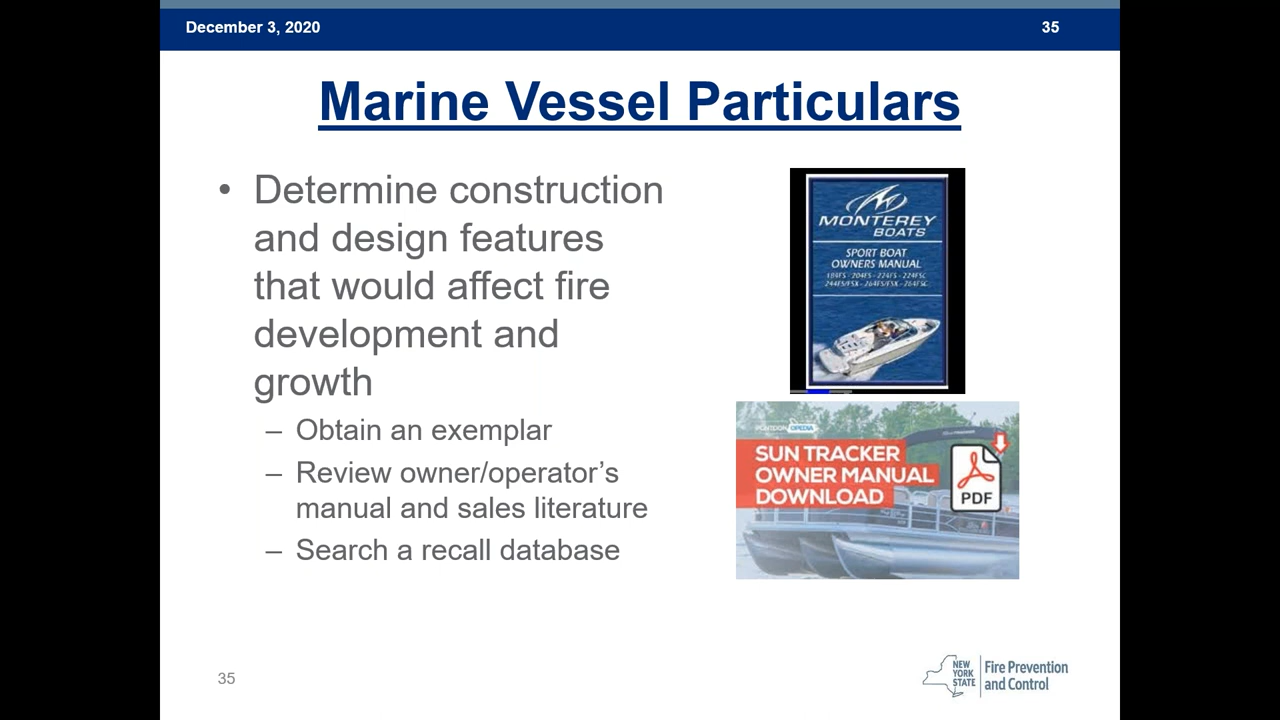 December 3, 2020
35
Marine Vessel Particulars
• Determine construction
and design features
that would affect fire
development and
growth
– Obtain an exemplar
– Review owner/operator’s
manual and sales literature
– Search a recall database
MONTEREY
BOATS
SPORT BOAT
OWNERS MANUAL
PONTOON OPEDIA
SUN TRACKER
OWNER MANUAL
DOWNLOAD
PDF
35
NEW
YORK
STATE
Fire Prevention
and Control